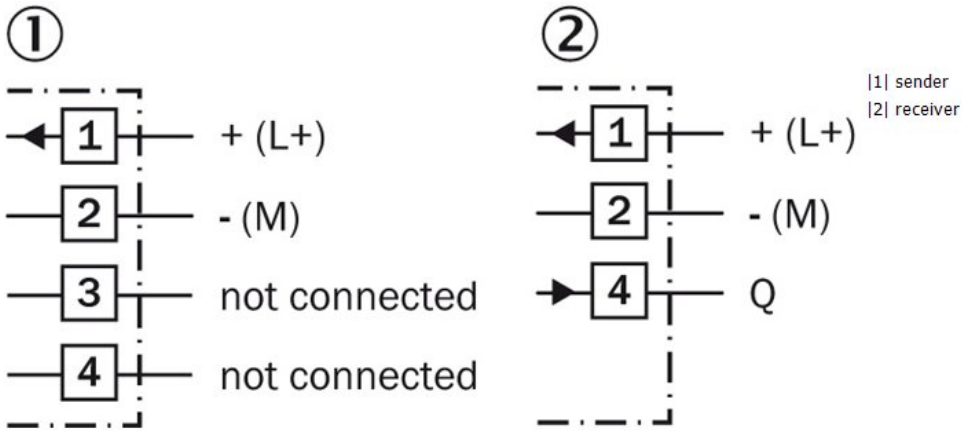 ①
1 + (L+)
2 - (M)
3 not connected
4 not connected
②
1 + (L+)
2 - (M)
4 Q
|1| sender
|2| receiver